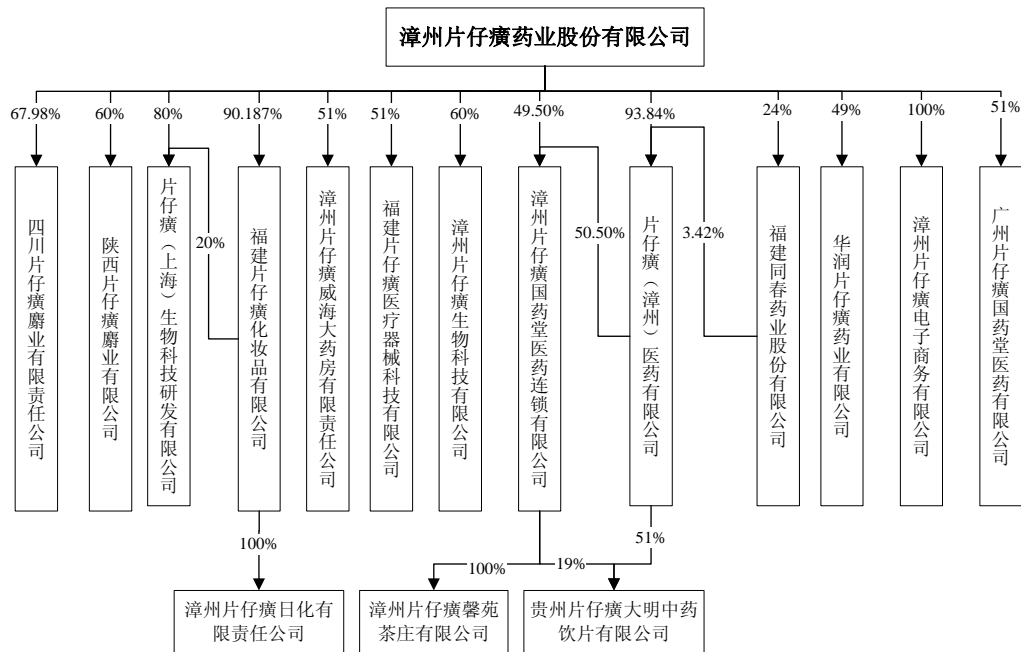 漳州片仔癀药业股份有限公司
67.98%
60%
80%
90.187%
51%
51%
60%
49.50%
93.84%
24%
49%
100%
51%
四川片仔癀麝业有限责任公司
陕西片仔癀麝业有限公司
片仔癀（上海）生物科技研发有限公司
20%
福建片仔癀化妆品有限公司
漳州片仔癀威海大药房有限责任公司
福建片仔癀医疗器械科技有限公司
漳州片仔癀生物科技有限公司
漳州片仔癀国药堂医药连锁有限公司
50.50%
片仔癀（漳州）医药有限公司
3.42%
福建同春药业股份有限公司
华润片仔癀药业有限公司
漳州片仔癀电子商务有限公司
广州片仔癀国药堂医药有限公司
100%
100%
19%
51%
漳州片仔癀日化有
限责任公司
漳州片仔癀馨苑
茶庄有限公司
贵州片仔癀大明中药
饮片有限公司